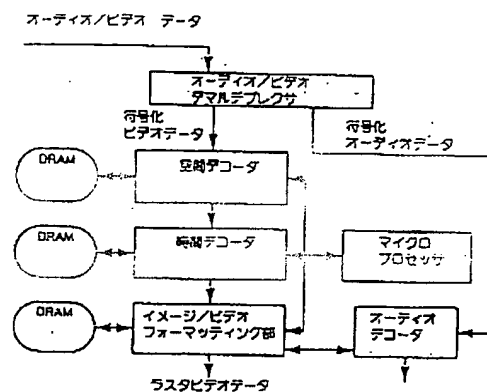 オーディオ/ビデオ データ
オーディオ/ビデオ
タマルデプレクサ
符号化
ビデオデータ
符号化
オーディオデータ
DRAM
空間デコーダ
DRAM
時間デコーダ
マイクロ
プロセッサ
DRAM
イメージ/ビデオ
フォーマッティング部
オーディオ
デコーダ
ラスタビデオデータ